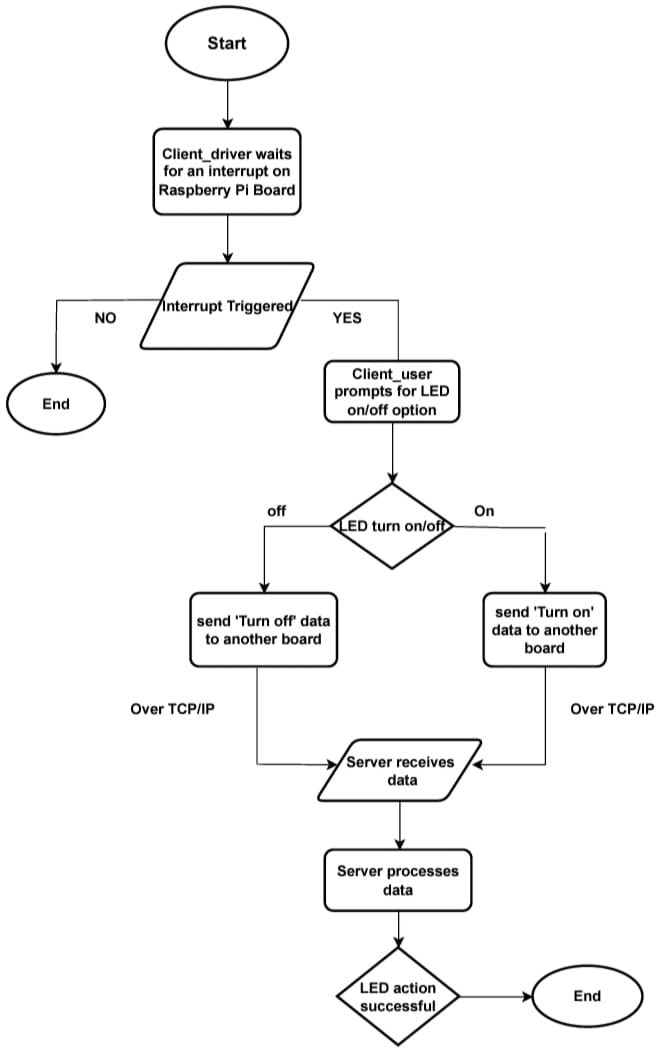 Start
Client_driver waits
for an interrupt on
Raspberry Pi Board
Interrupt Triggered
NO
YES
End
Client_user
prompts for LED
on/off option
off
On
LED turn on/off
send 'Turn off' data
to another board
send 'Turn on'
data to another
board
Over TCP/IP
Over TCP/IP
Server receives
data
Server processes
data
LED action
successful
End